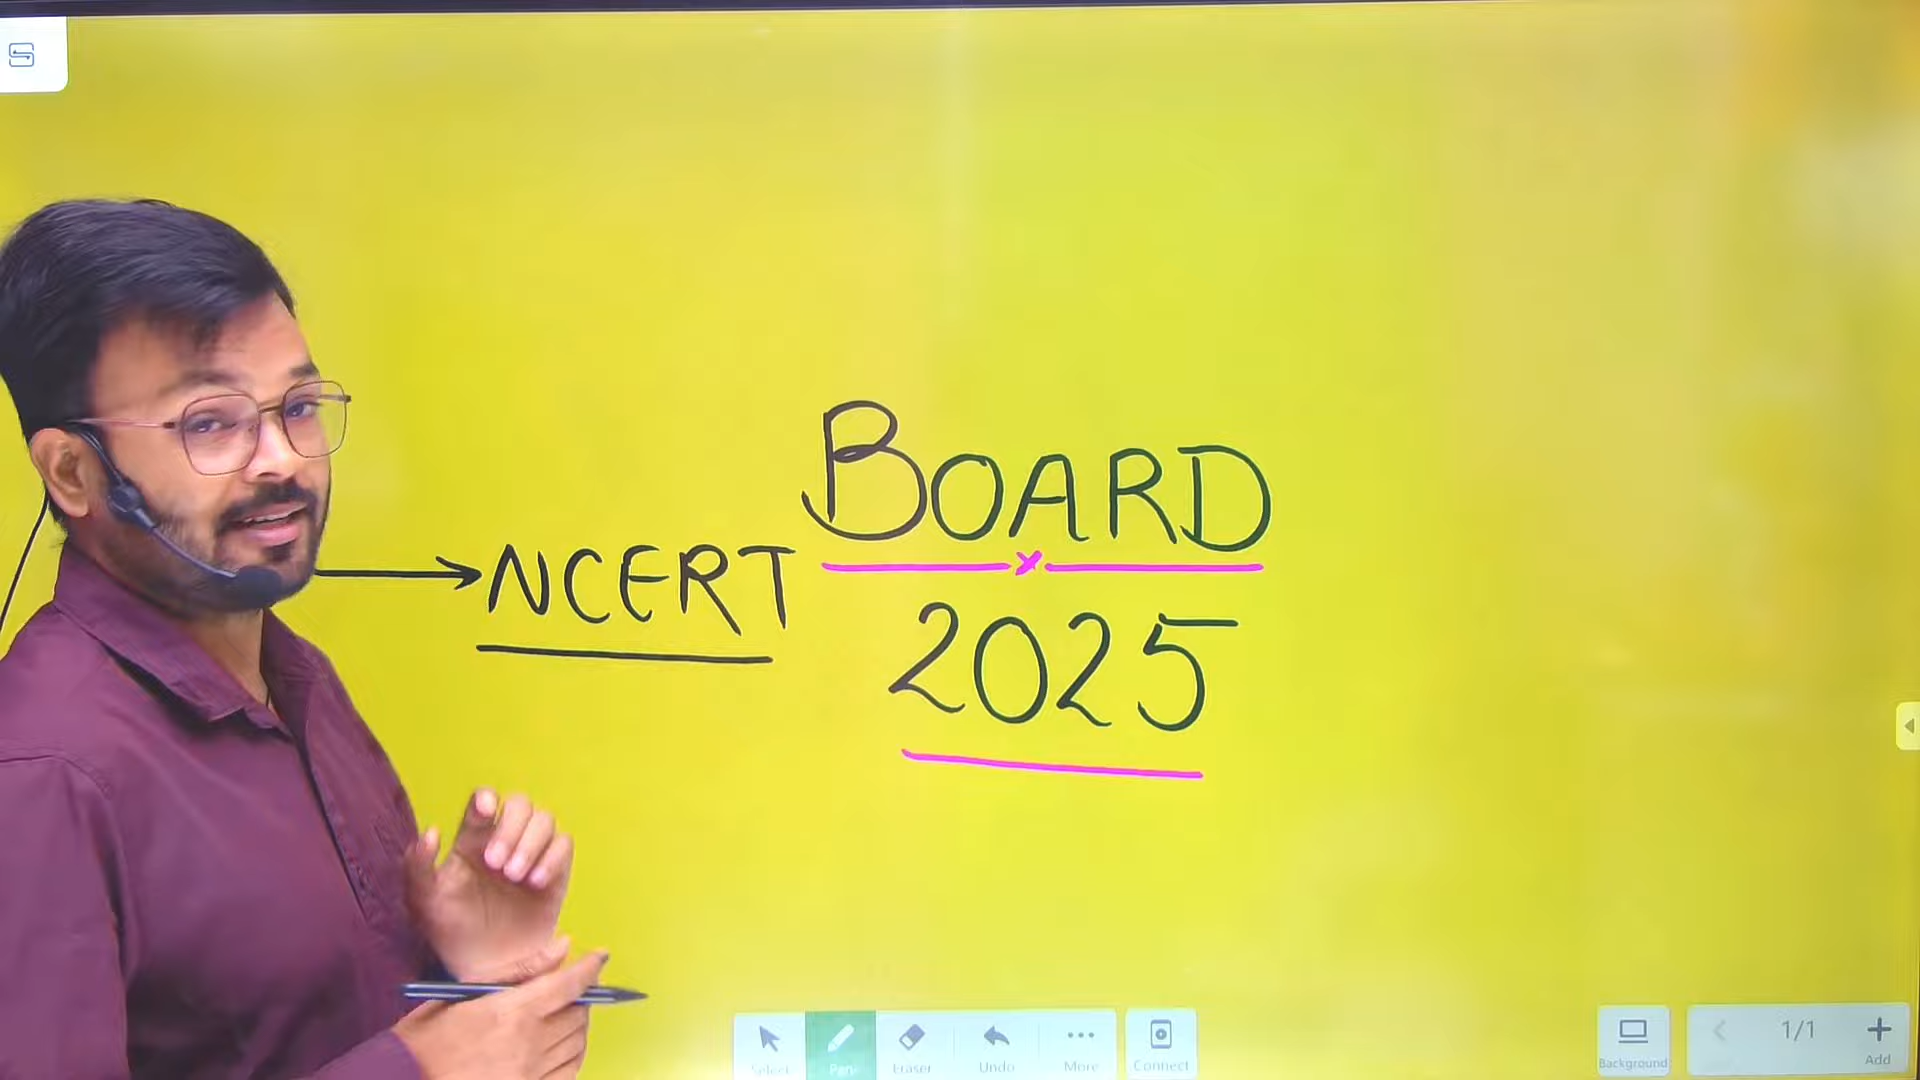 BOARD
NCERT
2025
Select
Pen
Eraser
Undo
More
Connect
Background
1/1
Add